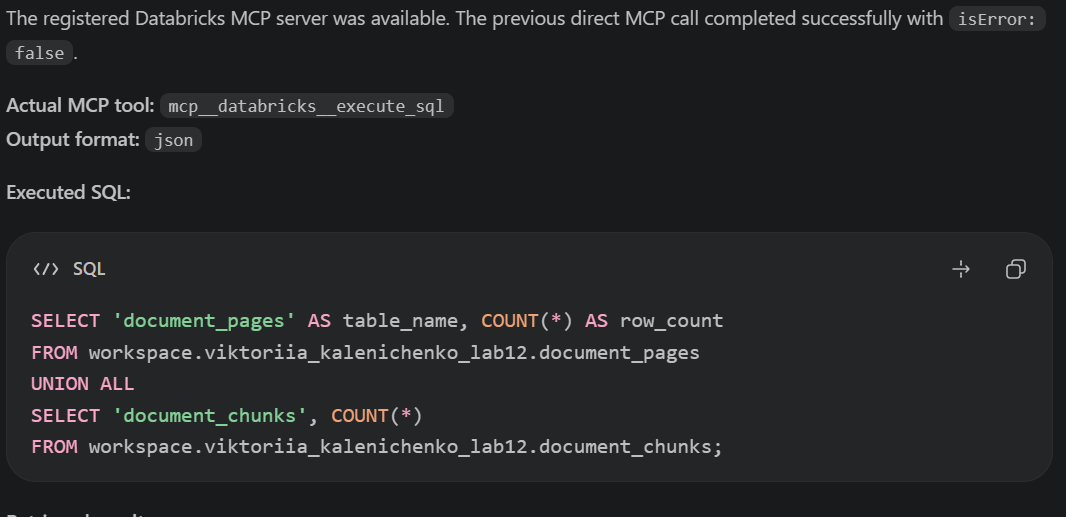 The registered Databricks MCP server was available. The previous direct MCP call completed successfully with isError:
false.
Actual MCP tool: mcp__databricks__execute_sql
Output format: json
Executed SQL:
</> SQL
SELECT 'document_pages' AS table_name, COUNT(*) AS row_count
FROM workspace.viktoriia_kalenichenko_lab12.document_pages
UNION ALL
SELECT 'document_chunks', COUNT(*)
FROM workspace.viktoriia_kalenichenko_lab12.document_chunks;